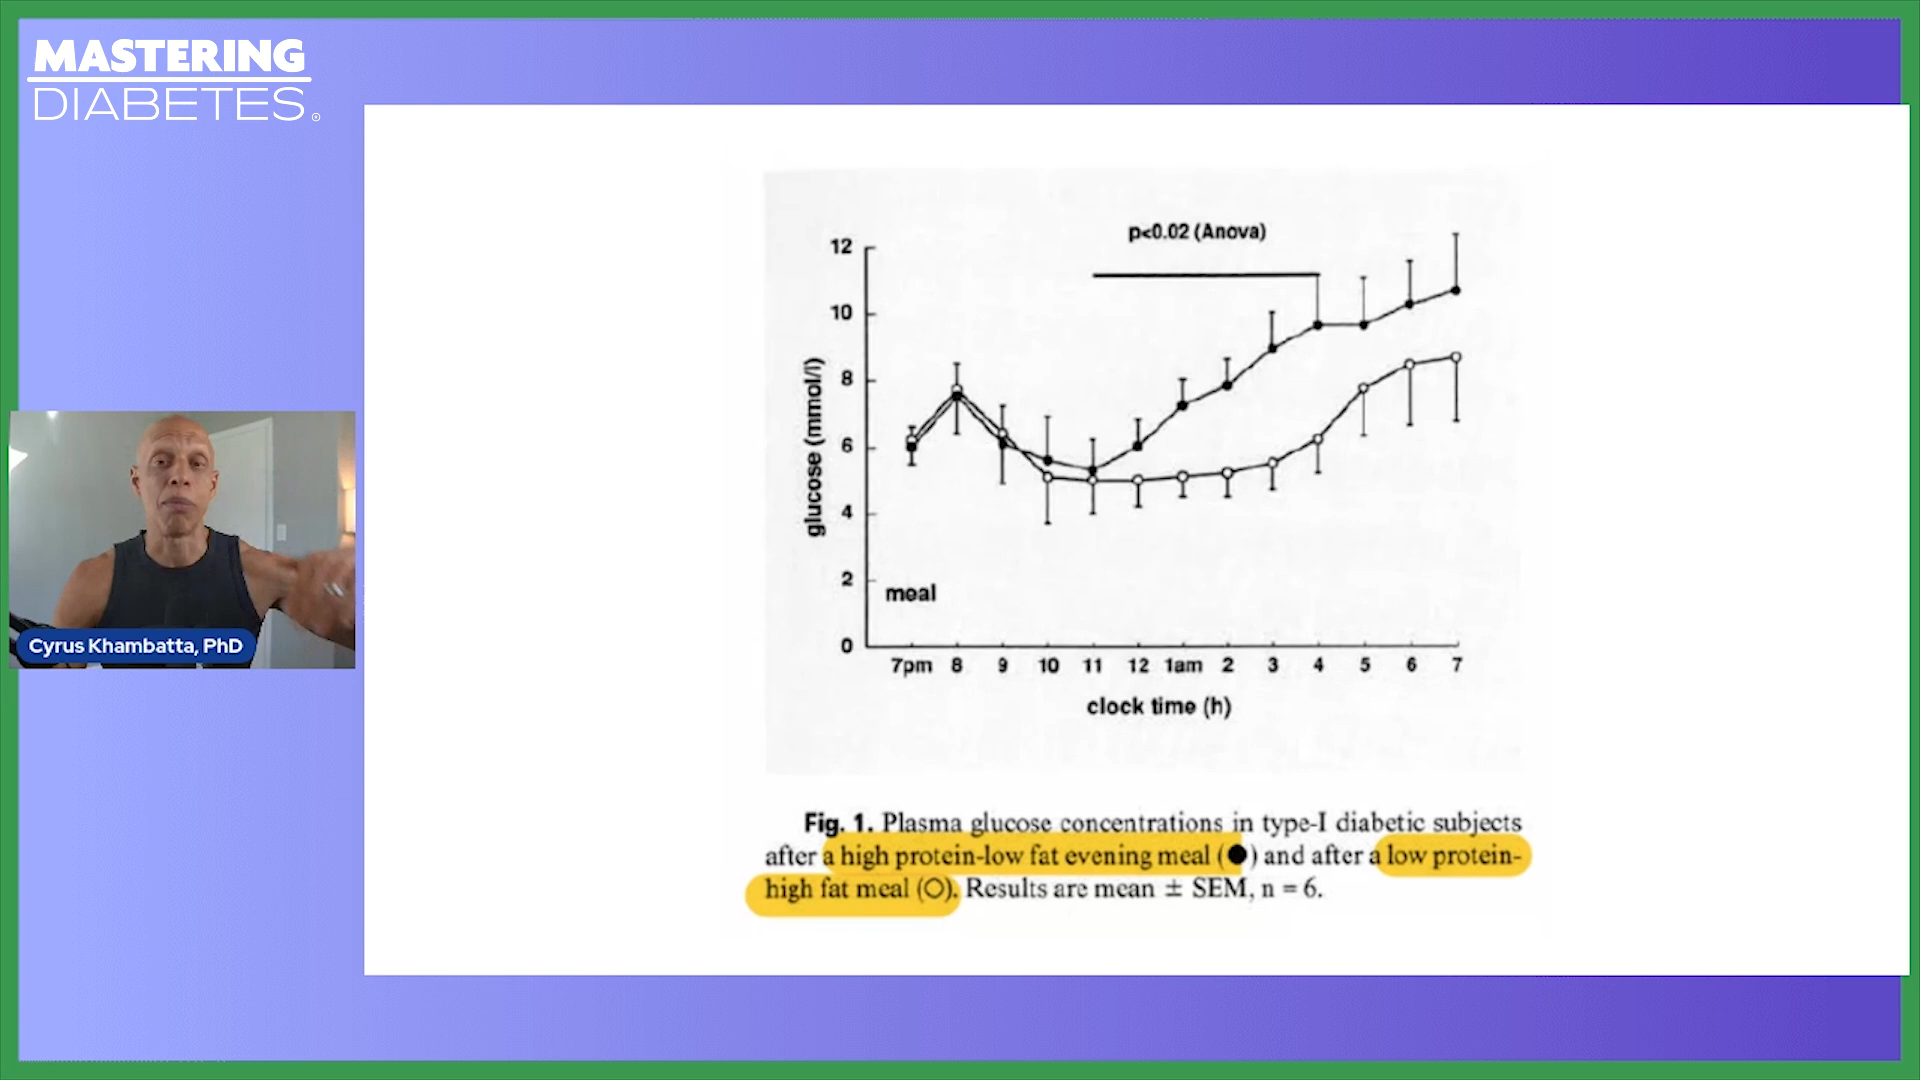 MASTERING
DIABETES®
Cyrus Khambatta, PhD
p<0.02 (Anova)
12
10
8
6
4
2
0
glucose (mmol/l)
meal
7pm 8 9 10 11 12 1am 2 3 4 5 6 7
clock time (h)
Fig. 1. Plasma glucose concentrations in type-I diabetic subjects
after a high protein-low fat evening meal (●) and after a low protein-
high fat meal (○). Results are mean ± SEM, n = 6.